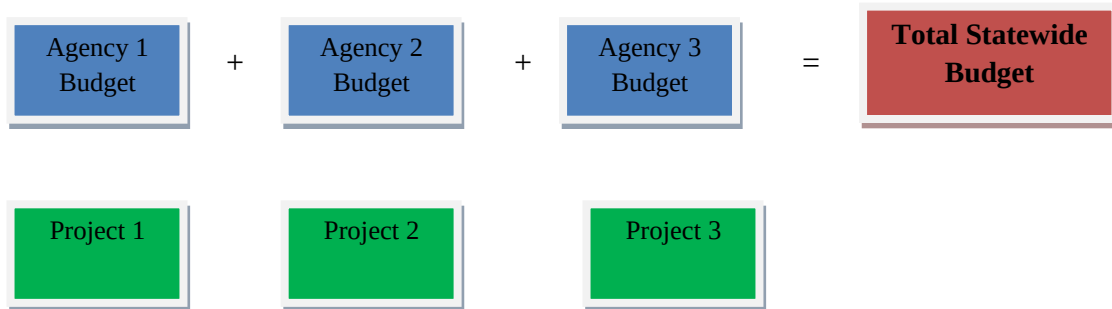 Agency 1
Budget
+
Agency 2
Budget
+
Agency 3
Budget
=
Total Statewide
Budget
Project 1
Project 2
Project 3